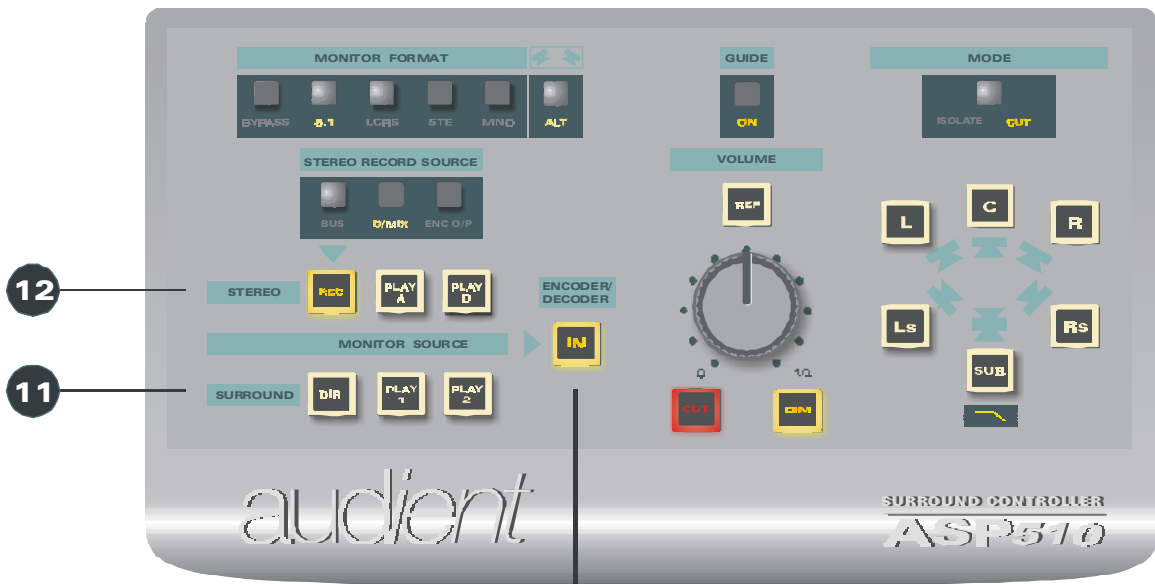 MONITOR FORMAT
GUIDE
MODE
BYPASS 5.1 LCRS STE MNO ALT
ON
ISOLATE CUT
STEREO RECORD SOURCE
VOLUME
BUS D/MIX ENC O/P
REF
L
C
R
12
STEREO
REC
PLAY A
PLAY B
ENCODER/
DECODER
IN
MONITOR SOURCE
Ls
Rs
SUB
11
SURROUND
DIR
PLAY 1
PLAY 2
0
10
CUT
DIM
audient
SURROUND CONTROLLER
ASP510